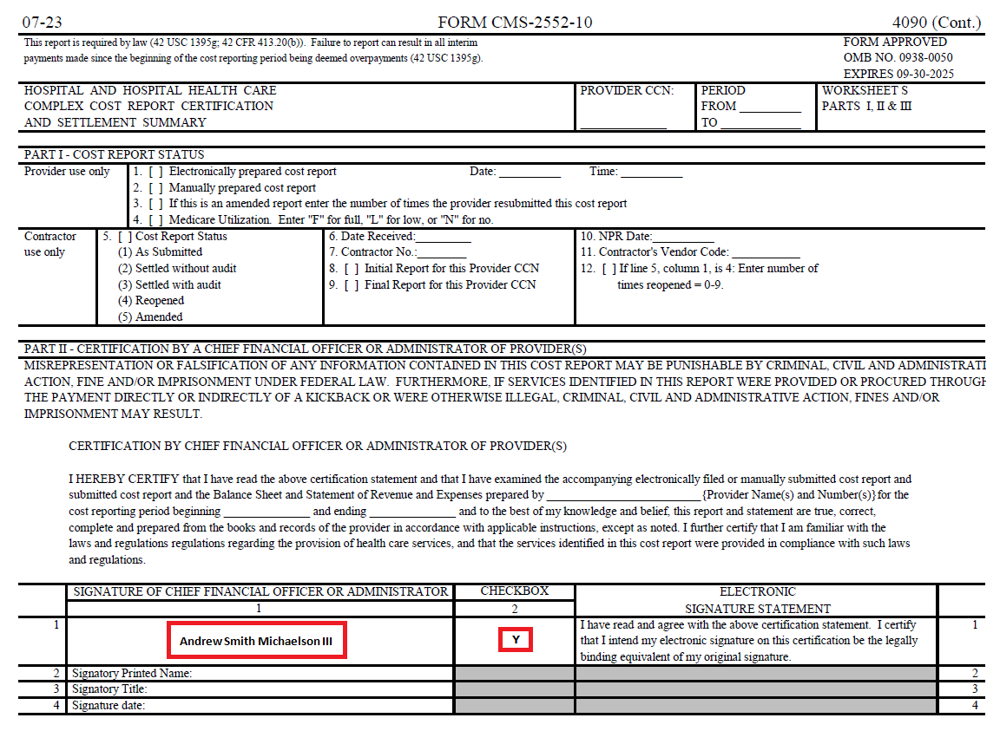 07-23 FORM CMS-2552-10 4090 (Cont.)
This report is required by law (42 USC 1395g; 42 CFR 413.20(b)). Failure to report can result in all interim FORM APPROVED
payments made since the beginning of the cost reporting period being deemed overpayments (42 USC 1395g). OMB NO. 0938-0050
EXPIRES 09-30-2025
HOSPITAL AND HOSPITAL HEALTH CARE PROVIDER CCN: PERIOD WORKSHEET S
COMPLEX COST REPORT CERTIFICATION FROM __________ PARTS I, II & III
AND SETTLEMENT SUMMARY ______________ TO _____________
PART I - COST REPORT STATUS
Provider use only 1. [ ] Electronically prepared cost report Date: __________ Time: __________
2. [ ] Manually prepared cost report
3. [ ] If this is an amended report enter the number of times the provider resubmitted this cost report
4. [ ] Medicare Utilization. Enter "F" for full, "L" for low, or "N" for no.
Contractor 5. [ ] Cost Report Status 6. Date Received:_________ 10. NPR Date:__________
use only (1) As Submitted 7. Contractor No.:________ 11. Contractor's Vendor Code: ___________
(2) Settled without audit 8. [ ] Initial Report for this Provider CCN 12. [ ] If line 5, column 1, is 4: Enter number of
(3) Settled with audit 9. [ ] Final Report for this Provider CCN times reopened = 0-9.
(4) Reopened
(5) Amended
PART II - CERTIFICATION BY A CHIEF FINANCIAL OFFICER OR ADMINISTRATOR OF PROVIDER(S)
MISREPRESENTATION OR FALSIFICATION OF ANY INFORMATION CONTAINED IN THIS COST REPORT MAY BE PUNISHABLE BY CRIMINAL, CIVIL AND ADMINISTRATI
ACTION, FINE AND/OR IMPRISONMENT UNDER FEDERAL LAW. FURTHERMORE, IF SERVICES IDENTIFIED IN THIS REPORT WERE PROVIDED OR PROCURED THROUGH
THE PAYMENT DIRECTLY OR INDIRECTLY OF A KICKBACK OR WERE OTHERWISE ILLEGAL, CRIMINAL, CIVIL AND ADMINISTRATIVE ACTION, FINES AND/OR
IMPRISONMENT MAY RESULT.
CERTIFICATION BY CHIEF FINANCIAL OFFICER OR ADMINISTRATOR OF PROVIDER(S)
I HEREBY CERTIFY that I have read the above certification statement and that I have examined the accompanying electronically filed or manually submitted cost report and
submitted cost report and the Balance Sheet and Statement of Revenue and Expenses prepared by _________________________{Provider Name(s) and Number(s)}for the
cost reporting period beginning ______________ and ending ______________ and to the best of my knowledge and belief, this report and statement are true, correct,
complete and prepared from the books and records of the provider in accordance with applicable instructions, except as noted. I further certify that I am familiar with the
laws and regulations regulations regarding the provision of health care services, and that the services identified in this cost report were provided in compliance with such laws
and regulations.
SIGNATURE OF CHIEF FINANCIAL OFFICER OR ADMINISTRATOR CHECKBOX ELECTRONIC
1 2 SIGNATURE STATEMENT
1 Andrew Smith Michaelson III Y I have read and agree with the above certification statement. I certify 1
that I intend my electronic signature on this certification be the legally
binding equivalent of my original signature.
2 Signatory Printed Name: 2
3 Signatory Title: 3
4 Signature date: 4